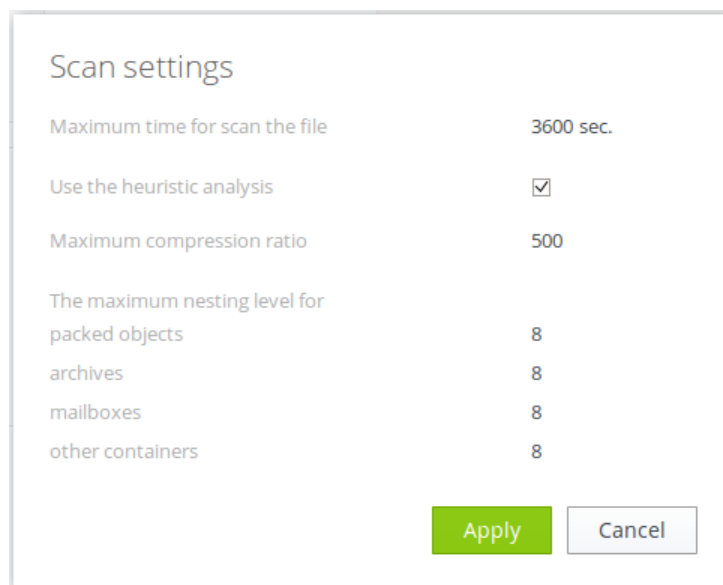 Scan settings
Maximum time for scan the file 3600 sec.
Use the heuristic analysis
Maximum compression ratio 500
The maximum nesting level for
packed objects 8
archives 8
mailboxes 8
other containers 8
Apply Cancel